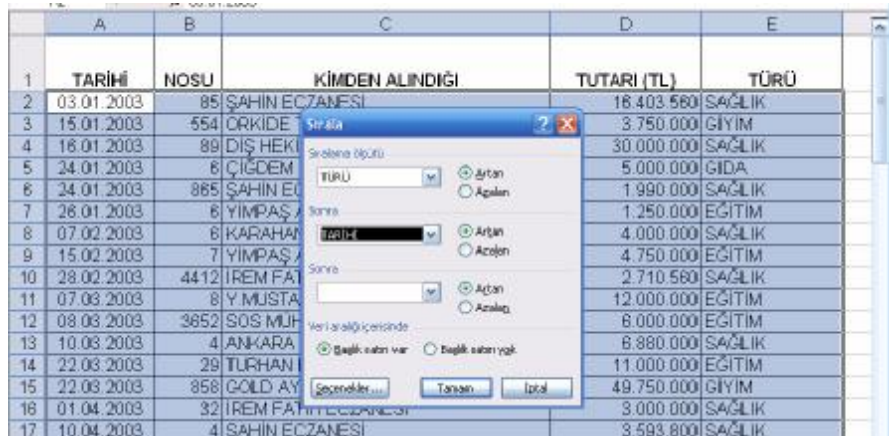 A B C D E
1 TARİHİ NOSU KİMDEN ALINDIĞI TUTARI (TL) TÜRÜ
2 03.01.2003 85 ŞAHİN ECZANESİ 16.403.560 SAĞLIK
3 15.01.2003 554 ORKİDE 3.750.000 GİYİM
4 16.01.2003 89 DİŞ HEKİ 30.000.000 SAĞLIK
5 24.01.2003 6 ÇİĞDEM 5.000.000 GIDA
6 24.01.2003 865 ŞAHİN EC 1.990.000 SAĞLIK
7 26.01.2003 6 YİMPAŞ A 1.250.000 EĞİTİM
8 07.02.2003 6 KARAHAN 4.000.000 SAĞLIK
9 15.02.2003 7 YİMPAŞ A 4.750.000 EĞİTİM
10 28.02.2003 4412 İREM FAT 2.710.560 SAĞLIK
11 07.03.2003 8 Y.MUSTA 12.000.000 EĞİTİM
12 08.03.2003 3652 SOS MÜH 6.000.000 EĞİTİM
13 10.03.2003 4 ANKARA 6.880.000 SAĞLIK
14 22.03.2003 29 TURHAN 11.000.000 EĞİTİM
15 22.03.2003 858 GOLD AY 49.750.000 GİYİM
16 01.04.2003 32 İREM FATİH ECZANESİ 3.000.000 SAĞLIK
17 10.04.2003 4 ŞAHİN ECZANESİ 3.593.800 SAĞLIK
Sırala
Sıralama ölçütü
TÜRÜ Artan
Azalan
Sonra
TARİHİ Artan
Azalan
Sonra
Artan
Azalan
Veri aralığı içerisinde
Başlık satırı var Başlık satırı yok
Seçenekler... Tamam İptal